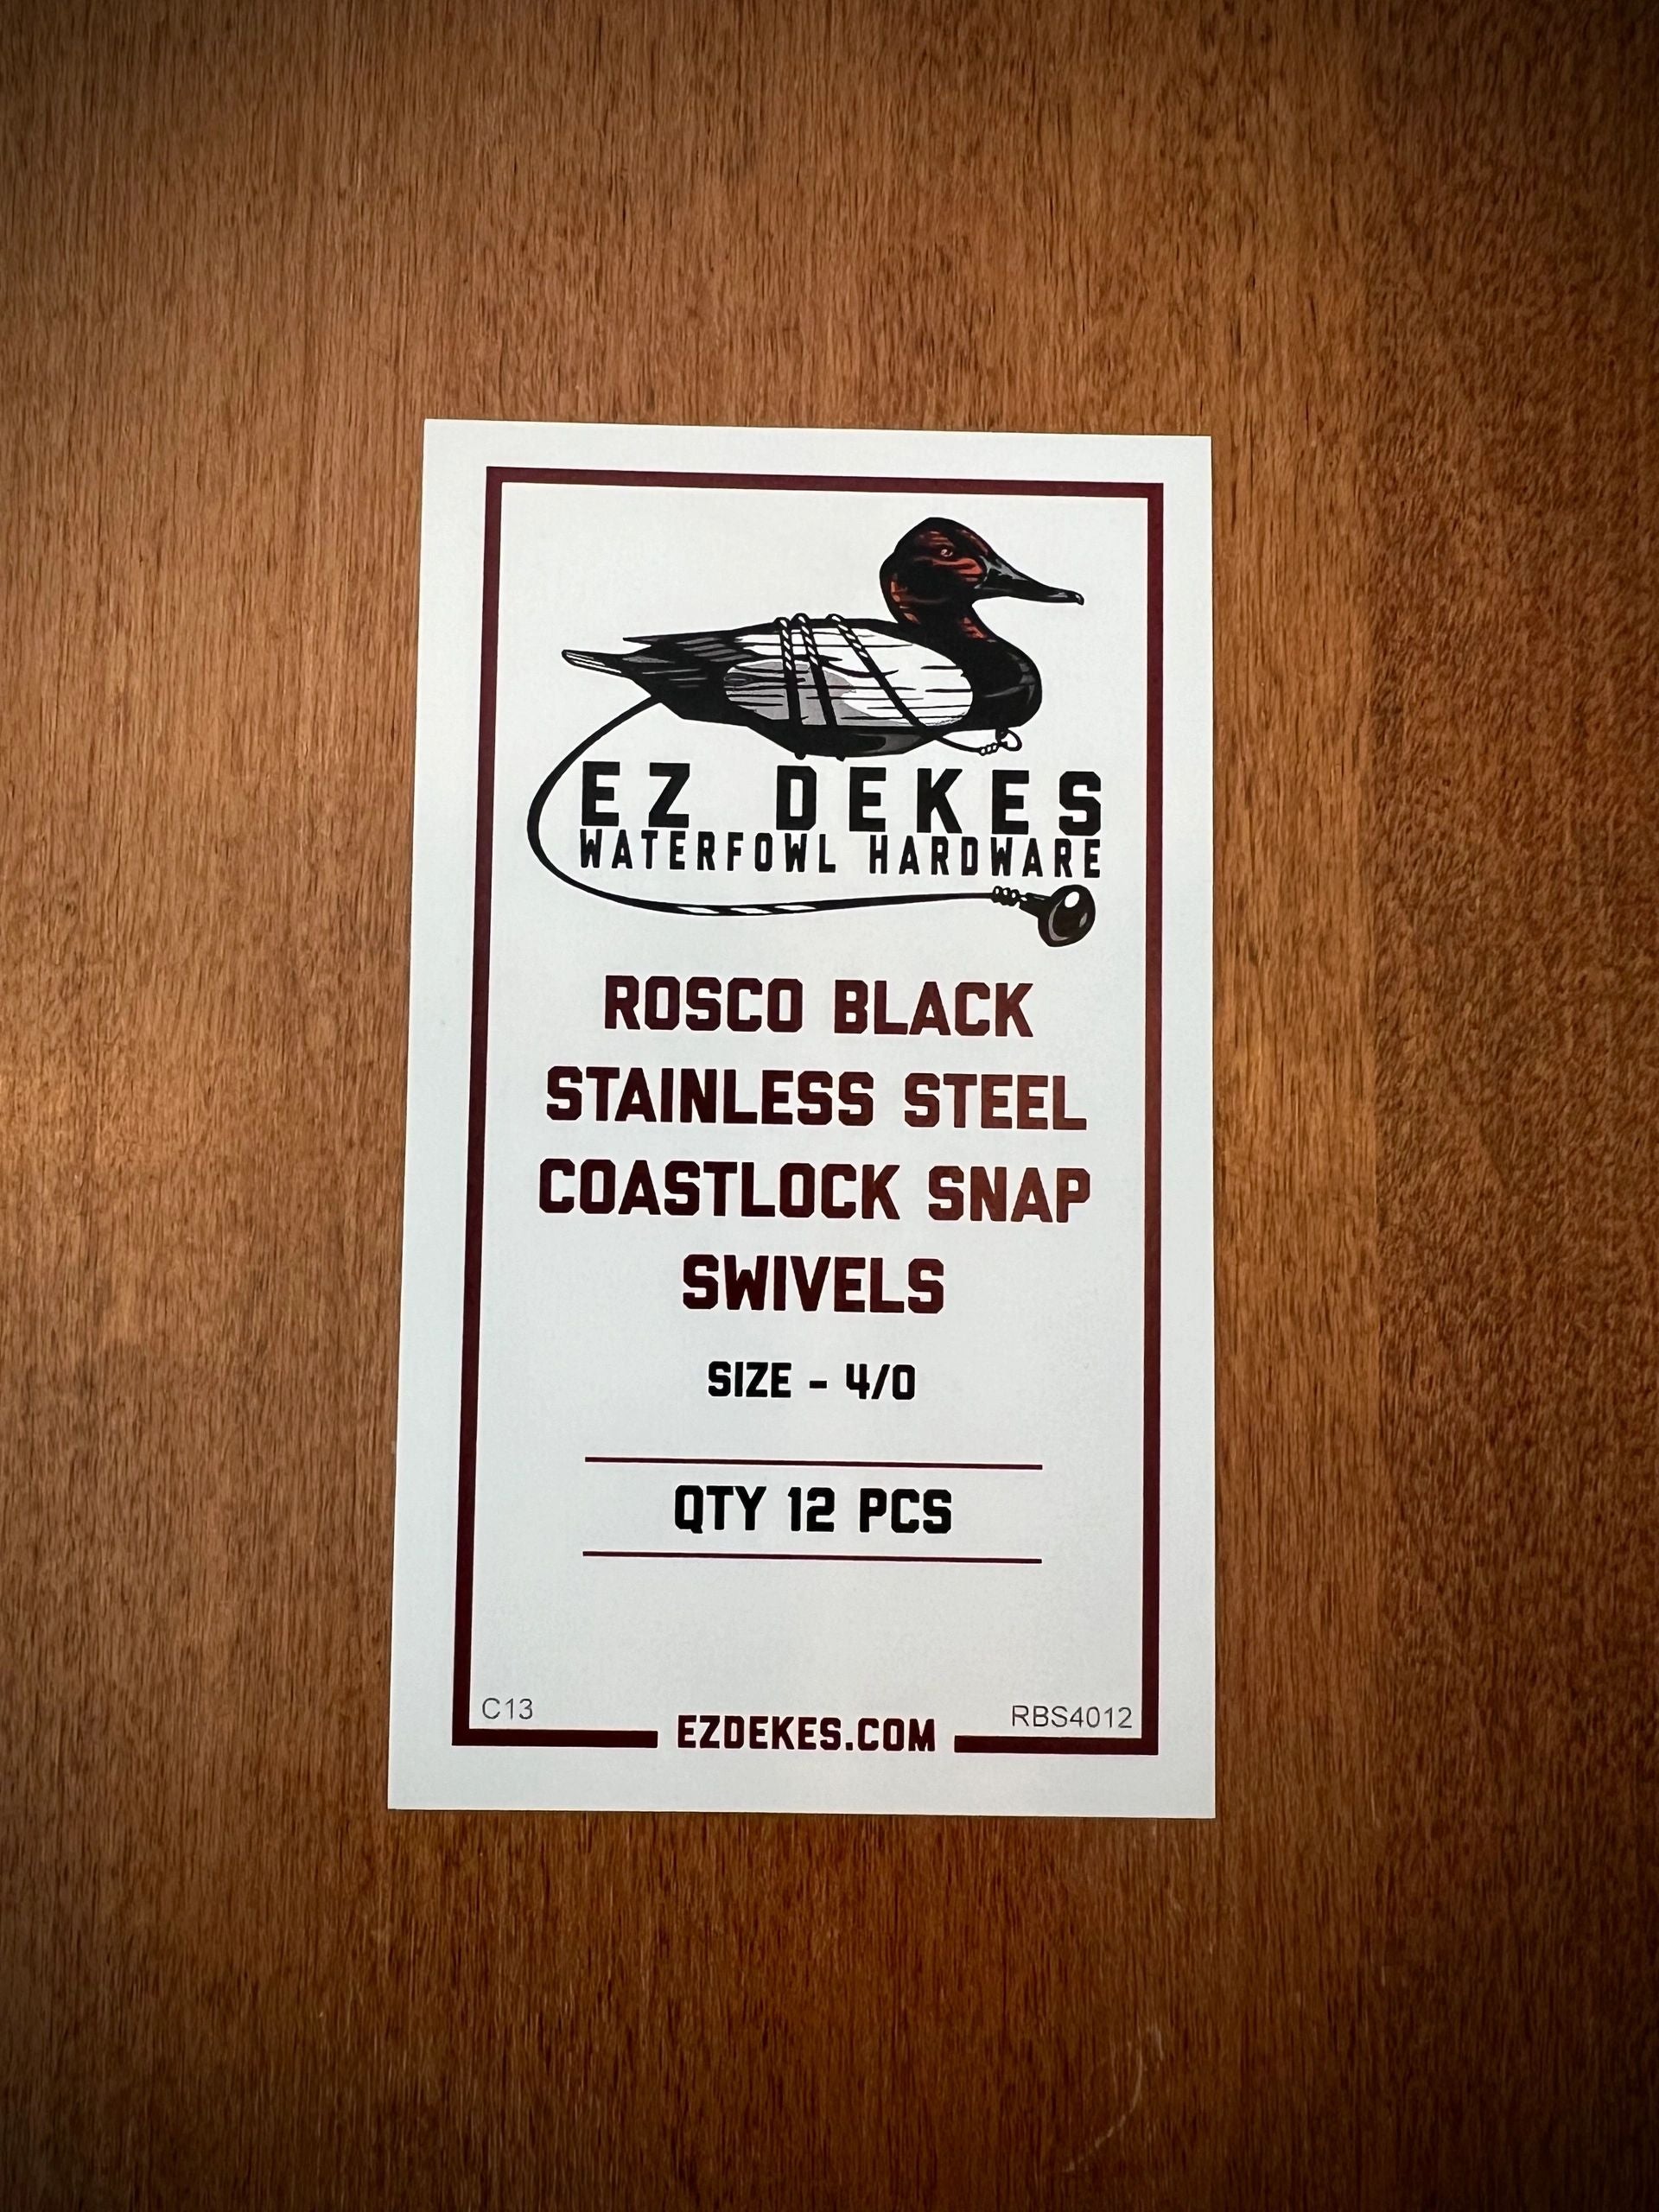 EZ DEKES
WATERFOWL HARDWARE
ROSCO BLACK
STAINLESS STEEL
COASTLOCK SNAP
SWIVELS
SIZE - 4/0
QTY 12 PCS
C13
RBS4012
EZDEKES.COM